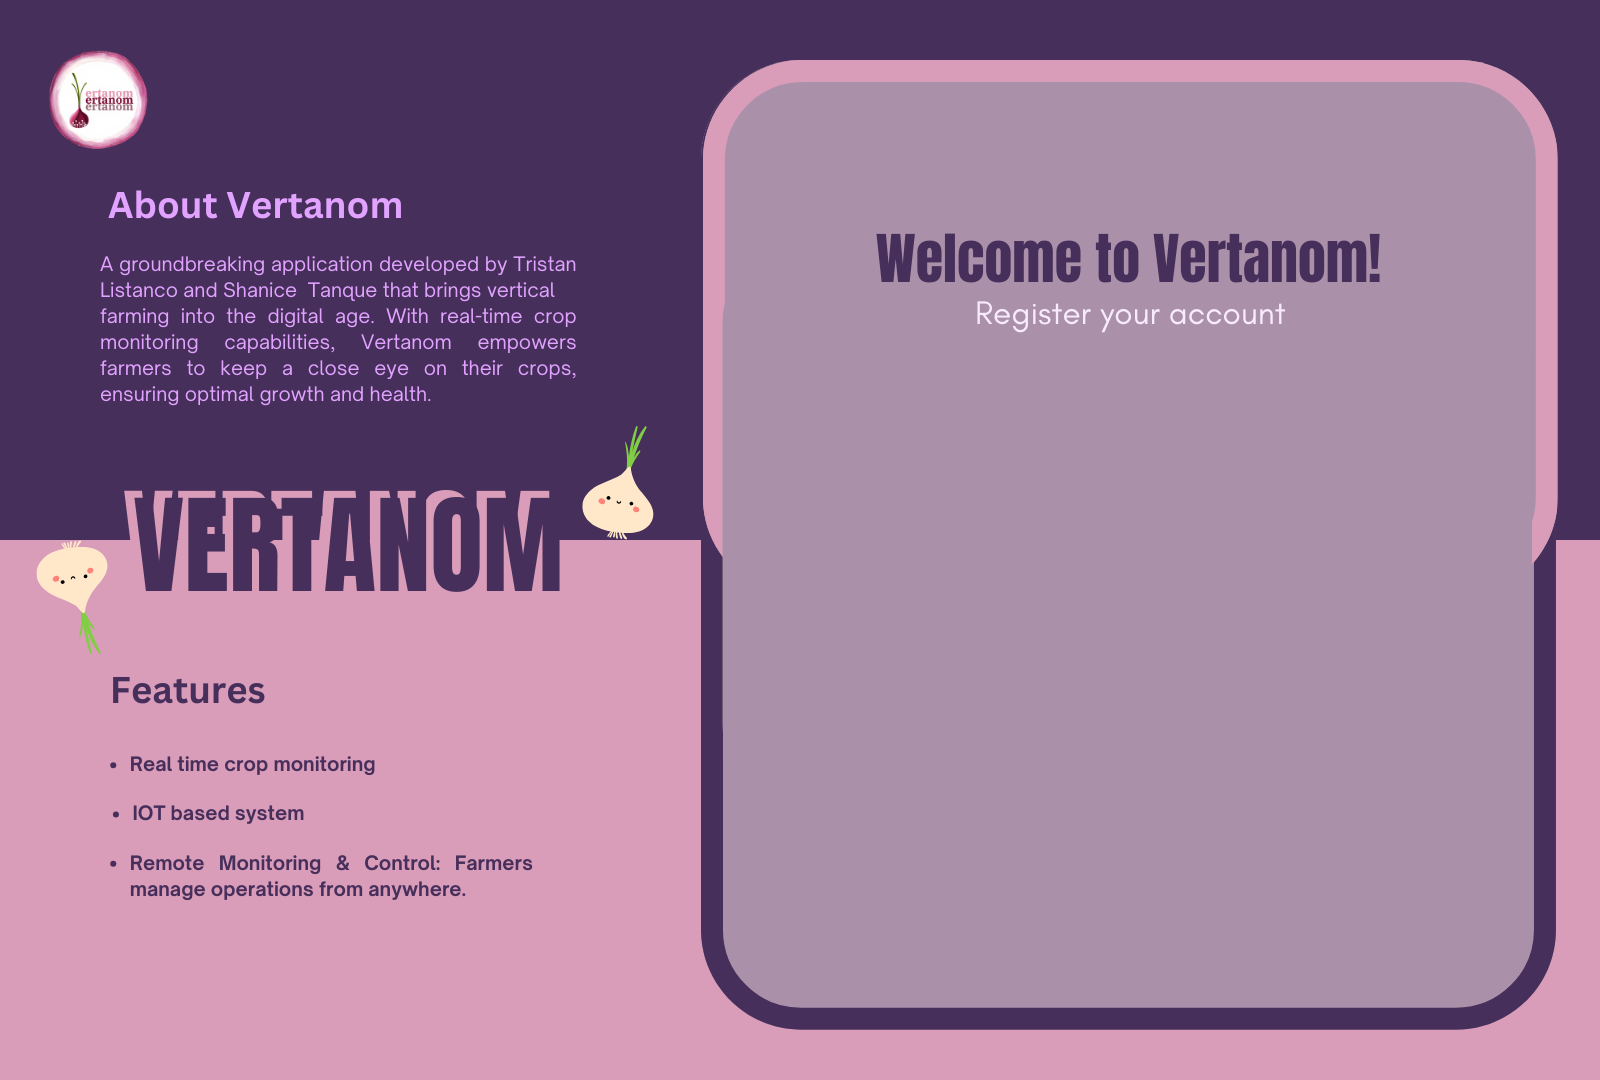 ertanom
ertanom
ertanom
About Vertanom
A groundbreaking application developed by Tristan
Listanco and Shanice Tanque that brings vertical
farming into the digital age. With real-time crop
monitoring capabilities, Vertanom empowers
farmers to keep a close eye on their crops,
ensuring optimal growth and health.
VERTANOM
Features
• Real time crop monitoring
• IOT based system
• Remote Monitoring & Control: Farmers
manage operations from anywhere.
Welcome to Vertanom!
Register your account